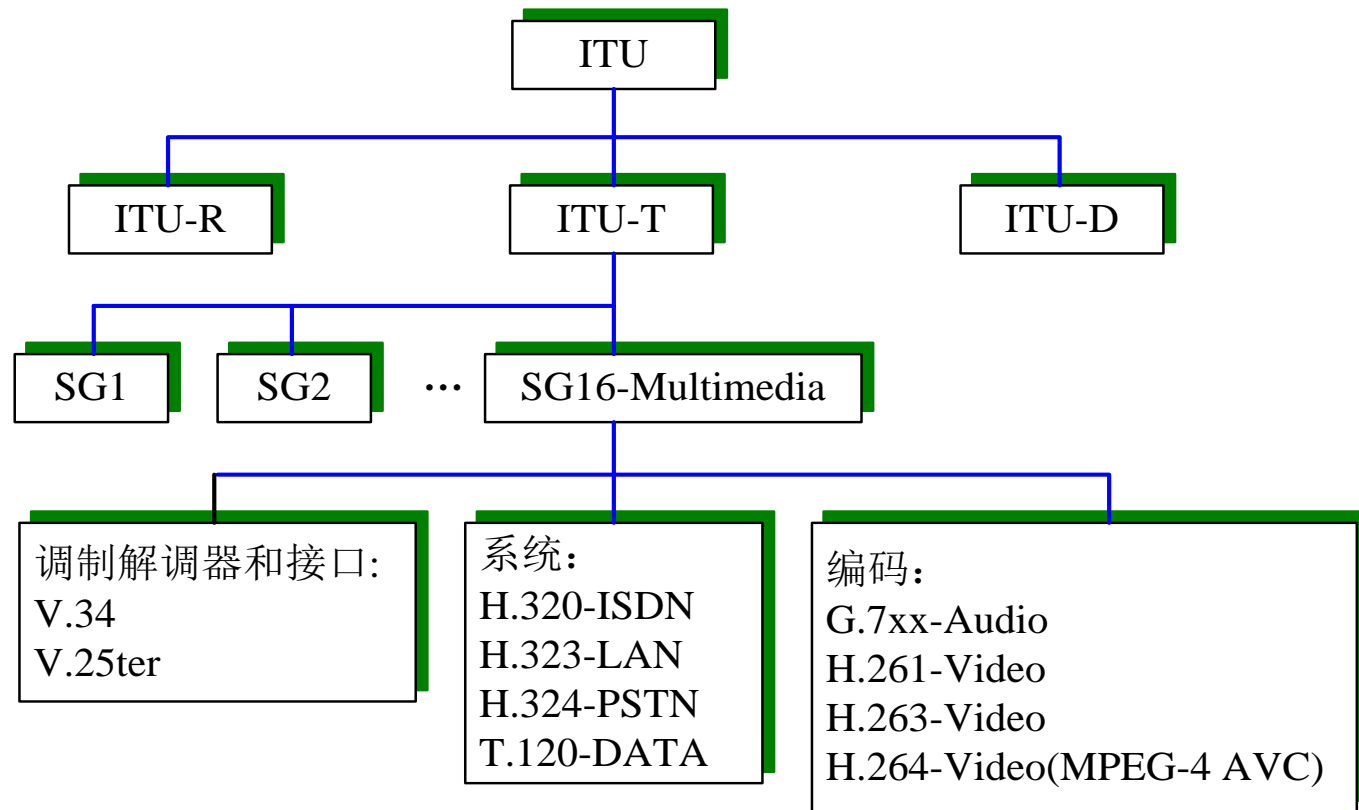 ITU
ITU-R
ITU-T
ITU-D
SG1
SG2
…
SG16-Multimedia
调制解调器和接口:
V.34
V.25ter
系统：
H.320-ISDN
H.323-LAN
H.324-PSTN
T.120-DATA
编码：
G.7xx-Audio
H.261-Video
H.263-Video
H.264-Video(MPEG-4 AVC)